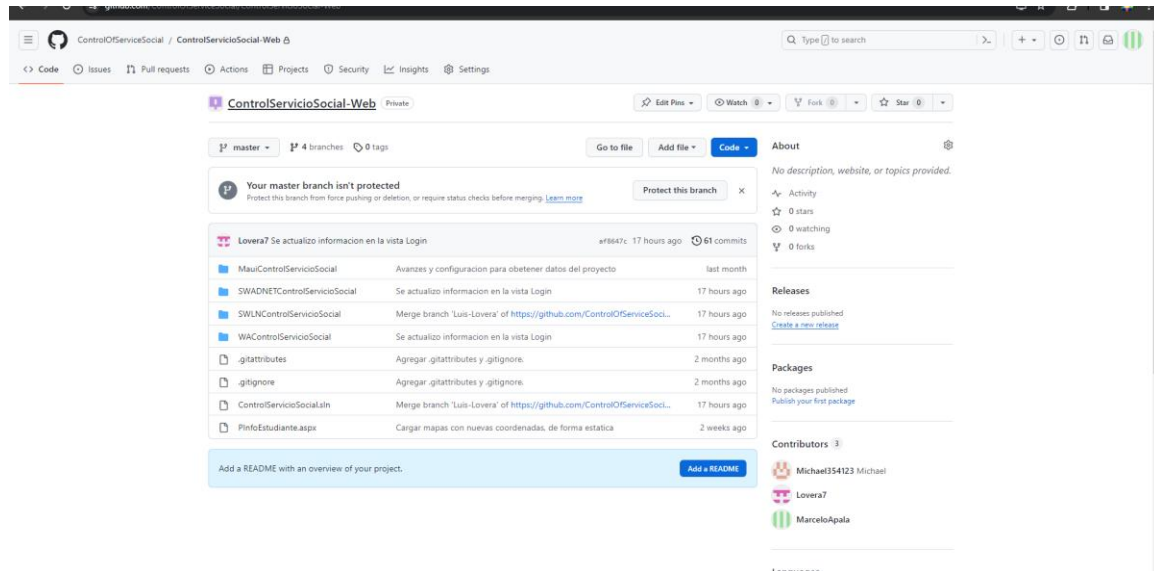 ControlOfServiceSocial / ControlServicioSocial-Web
Type / to search
Code Issues Pull requests Actions Projects Security Insights Settings
ControlServicioSocial-Web Private
Edit Pins Watch 0 Fork 0 Star 0
master 4 branches 0 tags
Go to file Add file Code
Your master branch isn't protected
Protect this branch from force pushing or deletion, or require status checks before merging. Learn more
Protect this branch
Lovera7 Se actualizo informacion en la vista Login 17 hours ago 61 commits
MauiControlServicioSocial Avances y configuracion para obetener datos del proyecto last month
SWADNETControlServicioSocial Se actualizo informacion en la vista Login 17 hours ago
SWLNControlServicioSocial Merge branch 'Luis-Lovera' of https://github.com/ControlOfServiceSoci... 17 hours ago
WAControlServicioSocial Se actualizo informacion en la vista Login 17 hours ago
.gitattributes Agregar .gitattributes y .gitignore. 2 months ago
.gitignore Agregar .gitattributes y .gitignore. 2 months ago
ControlServicioSocial.sln Merge branch 'Luis-Lovera' of https://github.com/ControlOfServiceSoci... 17 hours ago
PInfoEstudiante.aspx Cargar mapas con nuevas coordenadas, de forma estatica 2 weeks ago
Add a README with an overview of your project. Add a README
About
No description, website, or topics provided.
Activity
0 stars
0 watching
0 forks
Releases
No releases published
Create a new release
Packages
No packages published
Publish your first package
Contributors 3
Michael354123 Michael
Lovera7
MarceloApala